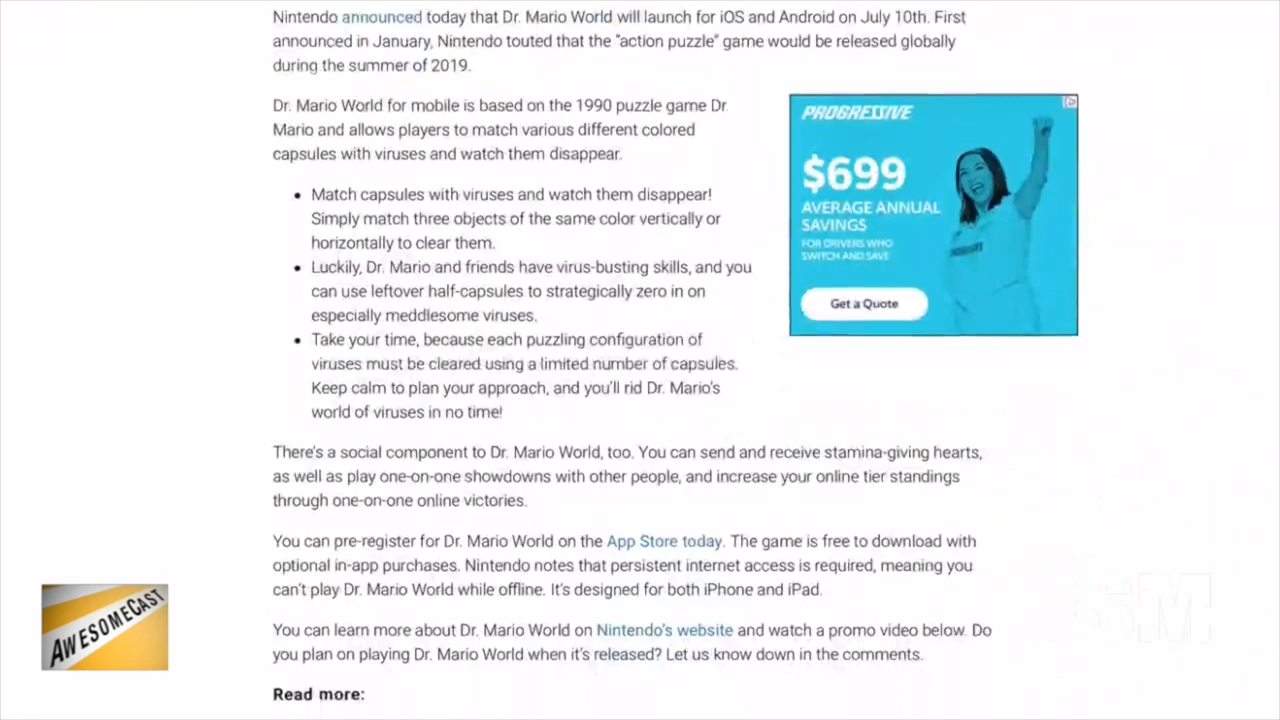 Nintendo announced today that Dr. Mario World will launch for iOS and Android on July 10th. First
announced in January, Nintendo touted that the "action puzzle" game would be released globally
during the summer of 2019.
Dr. Mario World for mobile is based on the 1990 puzzle game Dr.
Mario and allows players to match various different colored
capsules with viruses and watch them disappear.
• Match capsules with viruses and watch them disappear!
Simply match three objects of the same color vertically or
horizontally to clear them.
• Luckily, Dr. Mario and friends have virus-busting skills, and you
can use leftover half-capsules to strategically zero in on
especially meddlesome viruses.
• Take your time, because each puzzling configuration of
viruses must be cleared using a limited number of capsules.
Keep calm to plan your approach, and you'll rid Dr. Mario's
world of viruses in no time!
PROGRESSIVE
$699
AVERAGE ANNUAL
SAVINGS
FOR DRIVERS WHO
SWITCH AND SAVE
Get a Quote
There's a social component to Dr. Mario World, too. You can send and receive stamina-giving hearts,
as well as play one-on-one showdowns with other people, and increase your online tier standings
through one-on-one online victories.
You can pre-register for Dr. Mario World on the App Store today. The game is free to download with
optional in-app purchases. Nintendo notes that persistent internet access is required, meaning you
can't play Dr. Mario World while offline. It's designed for both iPhone and iPad.
You can learn more about Dr. Mario World on Nintendo's website and watch a promo video below. Do
you plan on playing Dr. Mario World when it's released? Let us know down in the comments.
Read more:
AWESOMECAST
SM